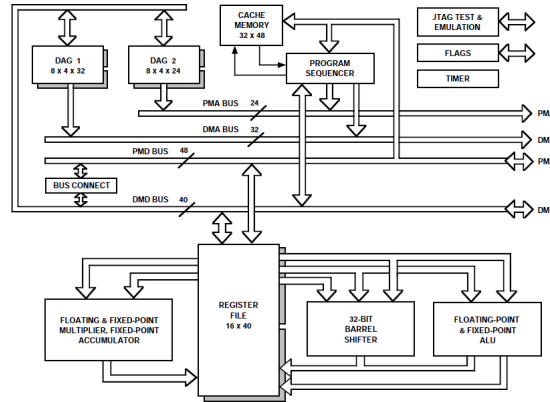 CACHE
MEMORY
32 x 48
JTAG TEST &
EMULATION
FLAGS
TIMER
DAG 1
8 x 4 x 32
DAG 2
8 x 4 x 24
PROGRAM
SEQUENCER
PMA BUS 24
PMA
DMA BUS 32
DM
PMD BUS 48
PM
BUS CONNECT
DMD BUS 40
DM
REGISTER
FILE
16 x 40
FLOATING & FIXED-POINT
MULTIPLIER, FIXED-POINT
ACCUMULATOR
32-BIT
BARREL
SHIFTER
FLOATING-POINT
& FIXED-POINT
ALU